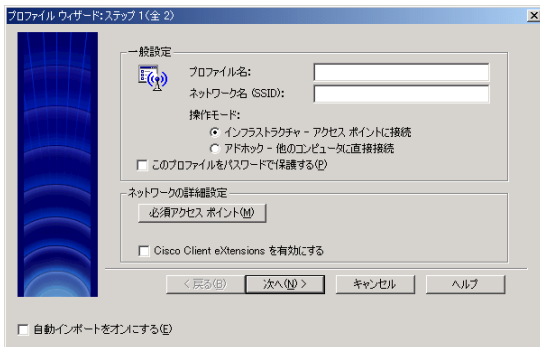 プロファイル ウィザード: ステップ 1(全 2)
一般設定
プロファイル名:
ネットワーク名 (SSID):
操作モード:
インフラストラクチャ - アクセス ポイントに接続
アドホック - 他のコンピュータに直接接続
このプロファイルをパスワードで保護する(P)
ネットワークの詳細設定
必須アクセス ポイント(M)
Cisco Client eXtensions を有効にする
< 戻る(B) 次へ(N) > キャンセル ヘルプ
自動インポートをオンにする(E)